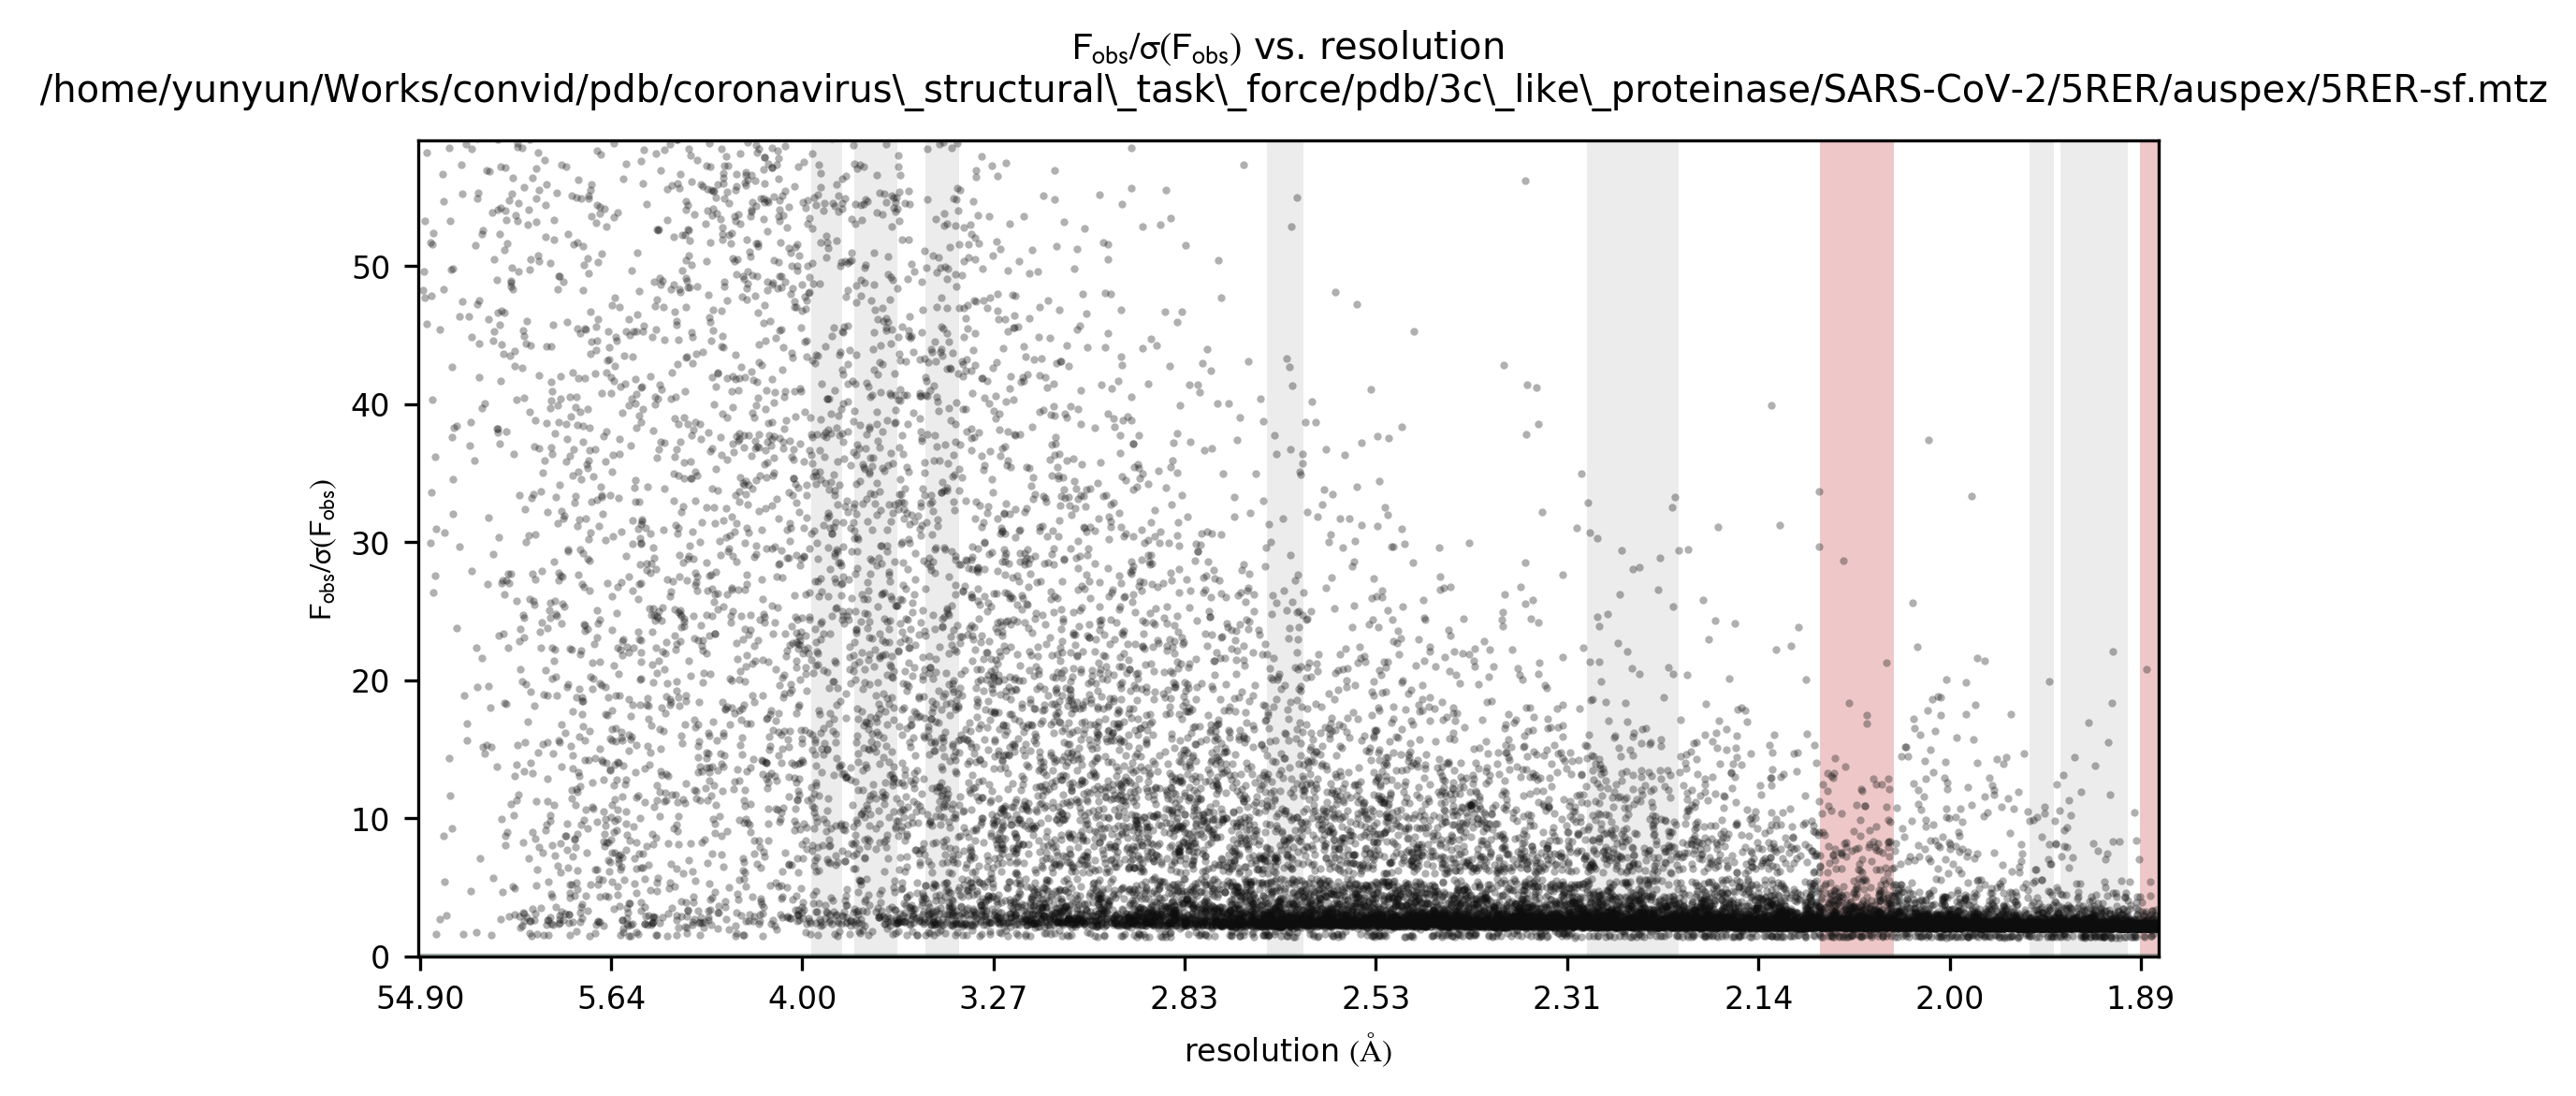 Fobs/σ(Fobs) vs. resolution
/home/yunyun/Works/convid/pdb/coronavirus\_structural\_task\_force/pdb/3c\_like\_proteinase/SARS-CoV-2/5RER/auspex/5RER-sf.mtz
Fobs/σ(Fobs)
50
40
30
20
10
0
54.90 5.64 4.00 3.27 2.83 2.53 2.31 2.14 2.00 1.89
resolution (Å)